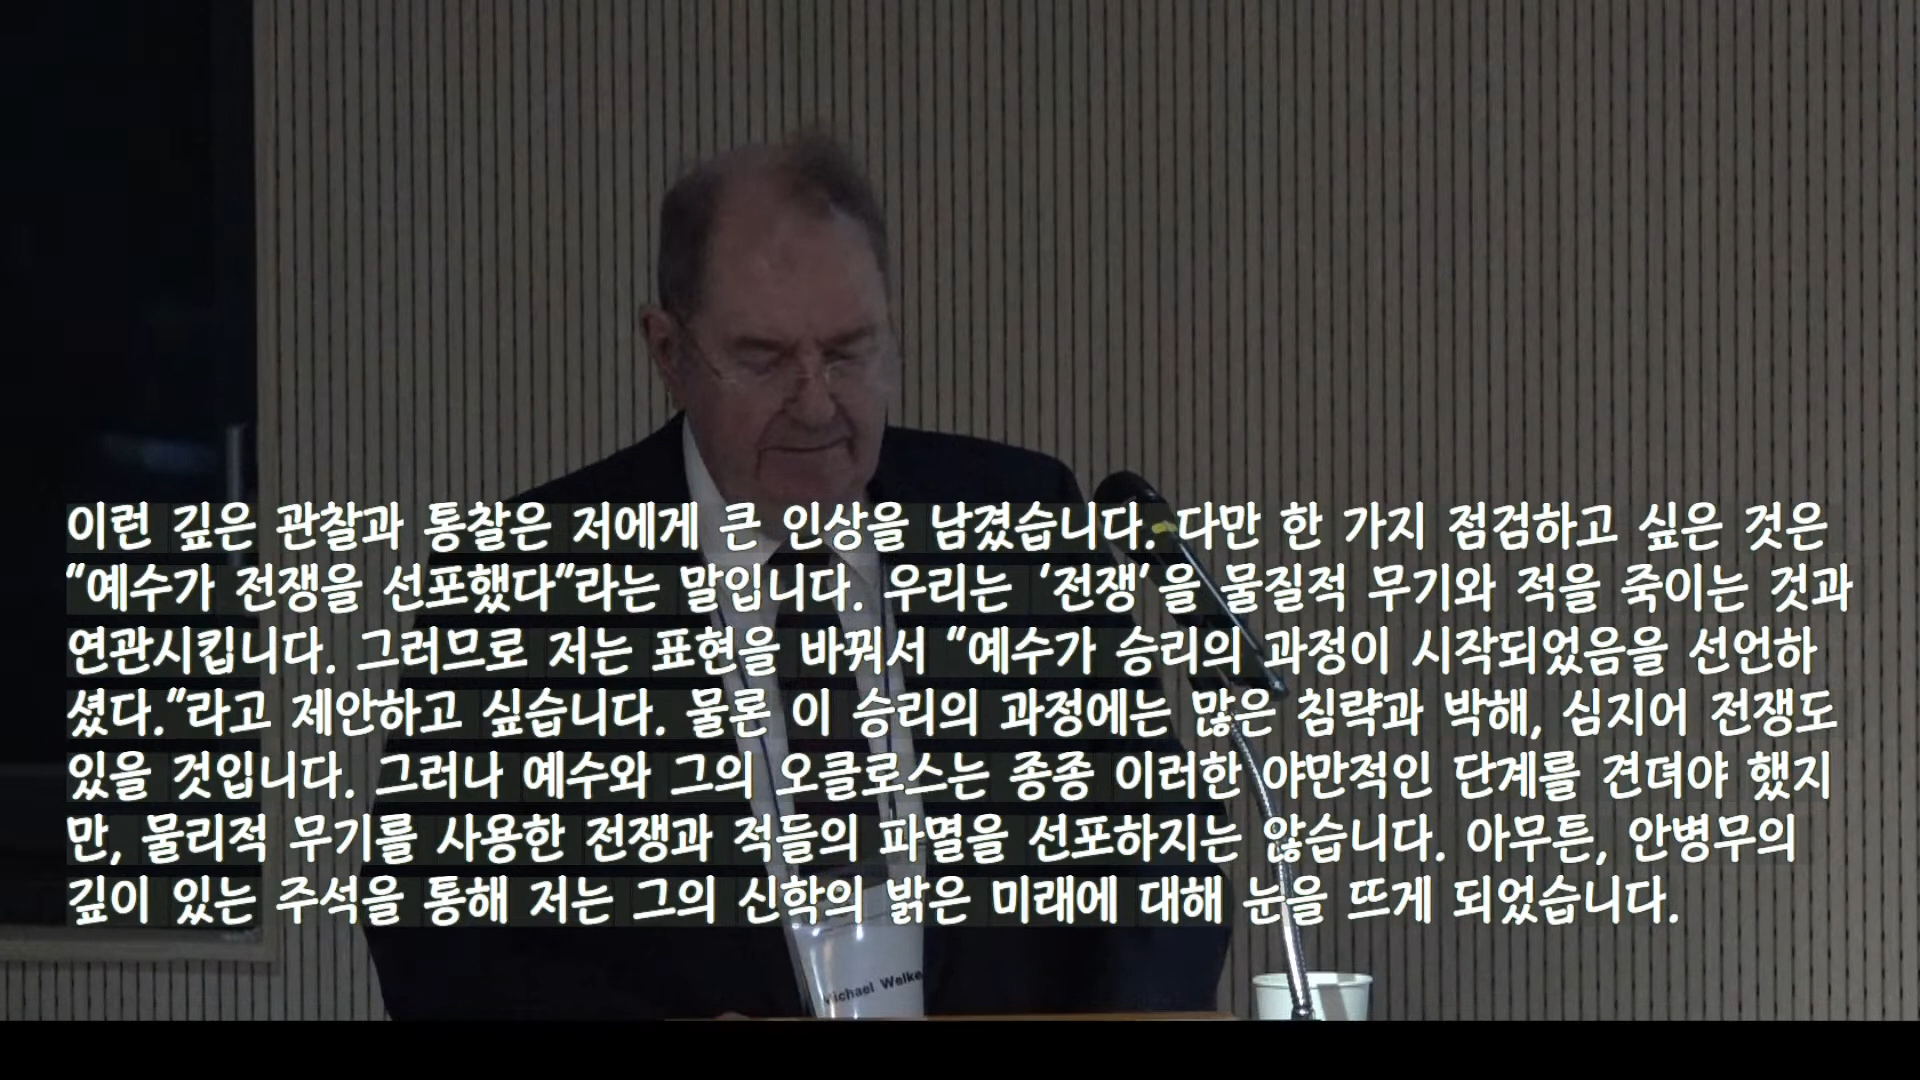 이런 깊은 관찰과 통찰은 저에게 큰 인상을 남겼습니다. 다만 한 가지 점검하고 싶은 것은
“예수가 전쟁을 선포했다”라는 말입니다. 우리는 ‘전쟁’을 물질적 무기와 적을 죽이는 것과
연관시킵니다. 그러므로 저는 표현을 바꿔서 “예수가 승리의 과정이 시작되었음을 선언하
셨다.”라고 제안하고 싶습니다. 물론 이 승리의 과정에는 많은 침략과 박해, 심지어 전쟁도
있을 것입니다. 그러나 예수와 그의 오클로스는 종종 이러한 야만적인 단계를 견뎌야 했지
만, 물리적 무기를 사용한 전쟁과 적들의 파멸을 선포하지는 않습니다. 아무튼, 안병무의
깊이 있는 주석을 통해 저는 그의 신학의 밝은 미래에 대해 눈을 뜨게 되었습니다.
Michael Welke